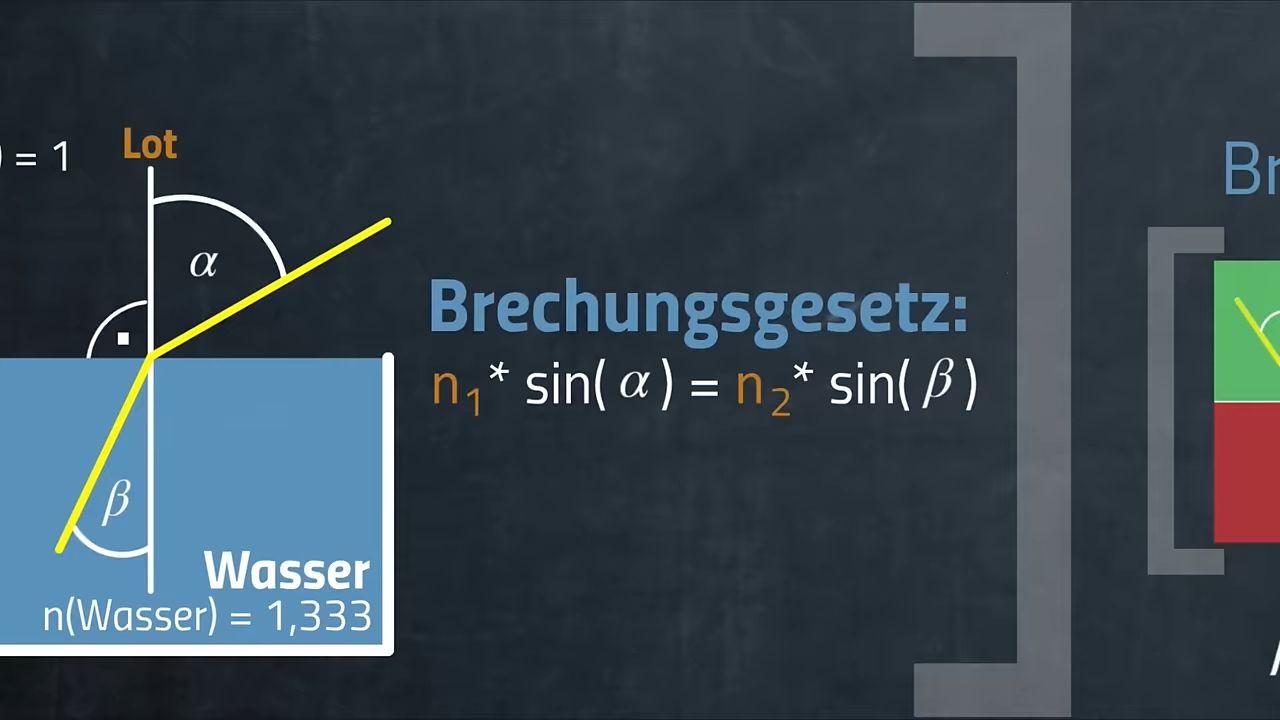 ) = 1
Lot
α
Brechungsgesetz:
n₁* sin(α) = n₂* sin(β)
β
Wasser
n(Wasser) = 1,333
Br